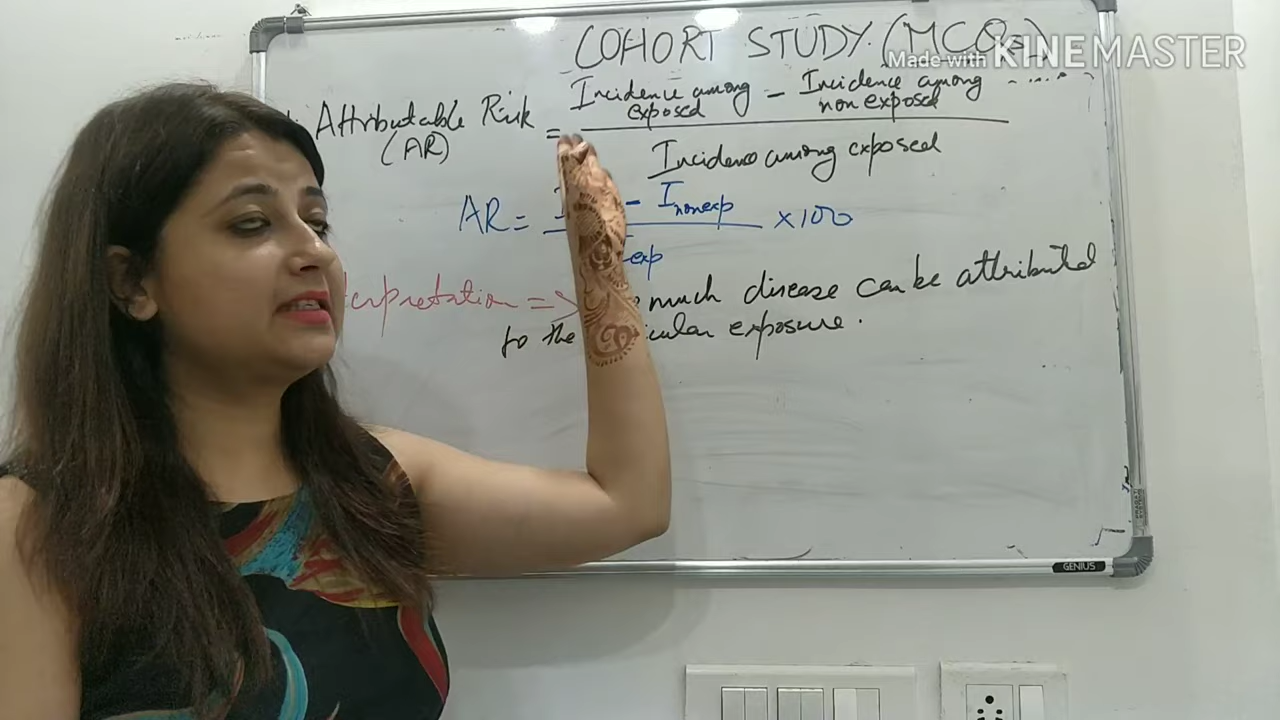 COHORT STUDY (MCQs)
Made with KINEMASTER
Attributable Risk = Incidence among exposed - Incidence among non exposed
(AR)
Incidence among exposed
AR = - Inonexp x100
exp
=> much disease can be attributed
to the exposure.
GENIUS